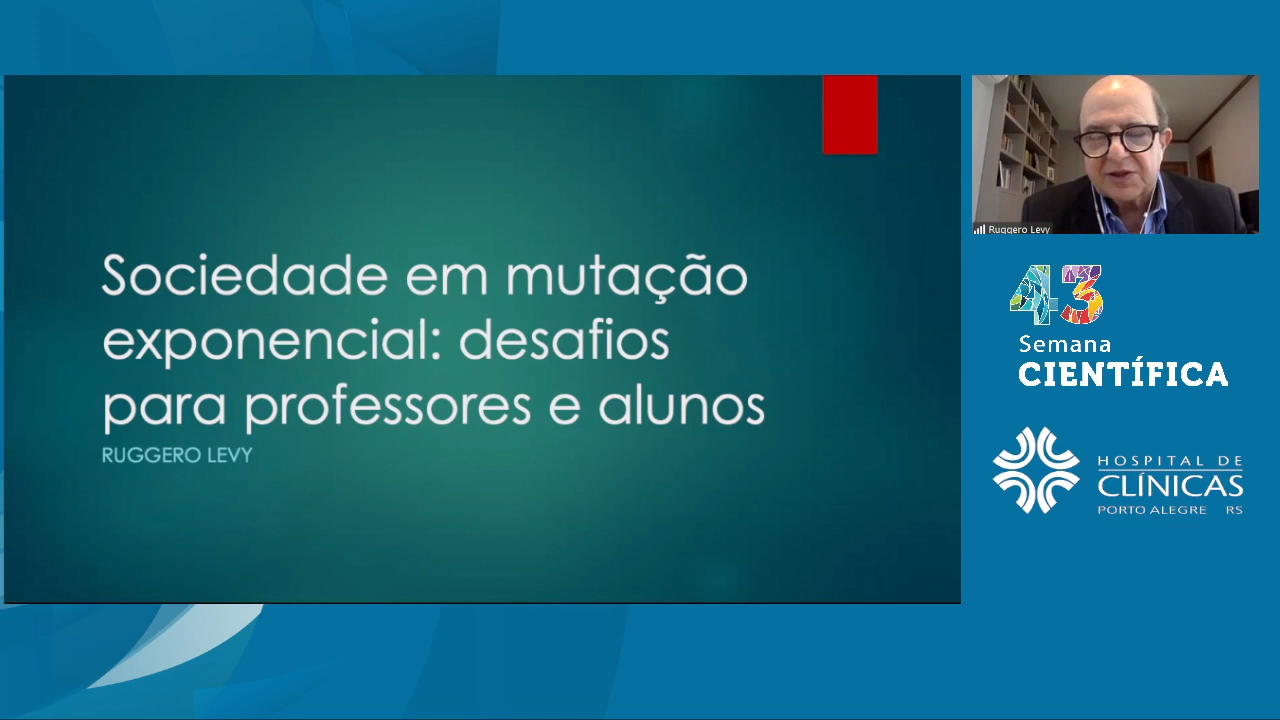 Sociedade em mutação
exponencial: desafios
para professores e alunos
RUGGERO LEVY
Ruggero Levy
43
Semana
CIENTÍFICA
HOSPITAL DE
CLÍNICAS
PORTO ALEGRE RS